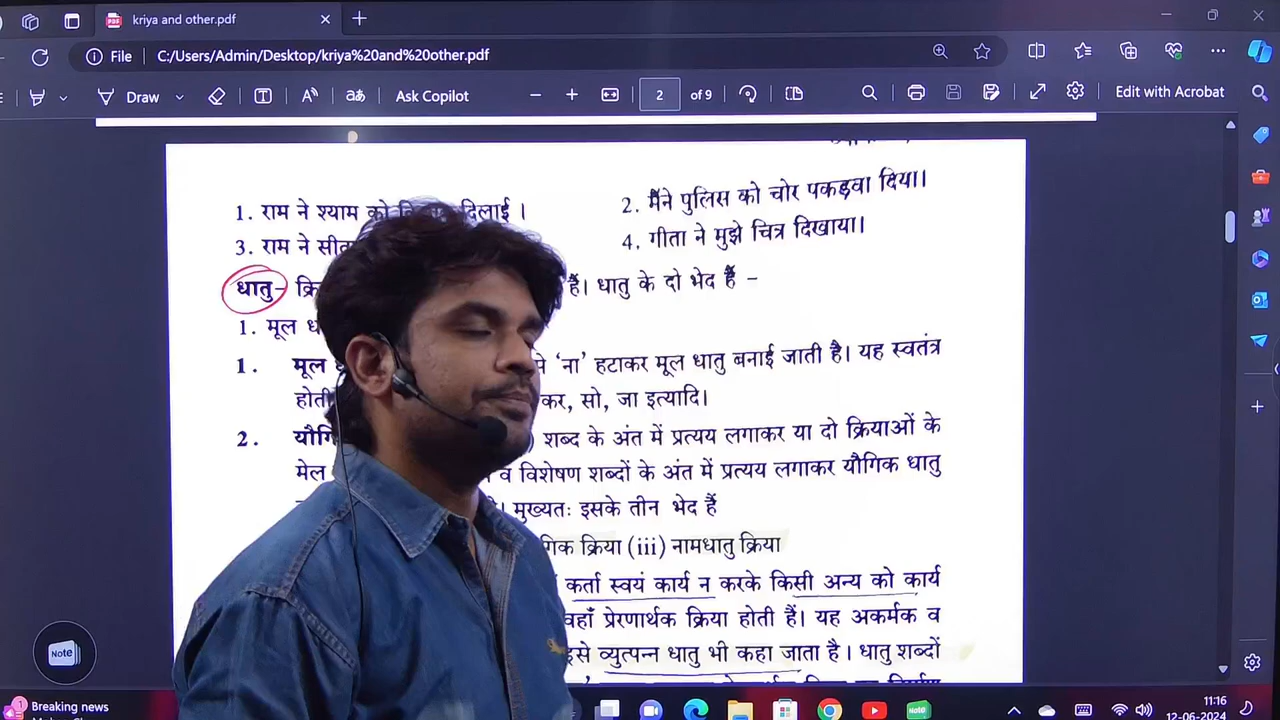 kriya and other.pdf
File C:/Users/Admin/Desktop/kriya%20and%20other.pdf
Draw Ask Copilot 2 of 9 Edit with Acrobat
1. राम ने श्याम को दिलाई ।
2. मैंने पुलिस को चोर पकड़वा दिया।
3. राम ने
4. गीता ने मुझे चित्र दिखाया।
धातु- हैं। धातु के दो भेद हैं –
1. मूल
1. मूल से ‘ना’ हटाकर मूल धातु बनाई जाती है। यह स्वतंत्र
कर, सो, जा इत्यादि।
2. शब्द के अंत में प्रत्यय लगाकर या दो क्रियाओं के
मेल व विशेषण शब्दों के अंत में प्रत्यय लगाकर यौगिक धातु
मुख्यतः इसके तीन भेद हैं
क्रिया (iii) नामधातु क्रिया
कर्ता स्वयं कार्य न करके किसी अन्य को कार्य
वहाँ प्रेरणार्थक क्रिया होती हैं। यह अकर्मक व
इसे व्युत्पन्न धातु भी कहा जाता है। धातु शब्दों
Note
Breaking news
Note
11:16
12-06-2024